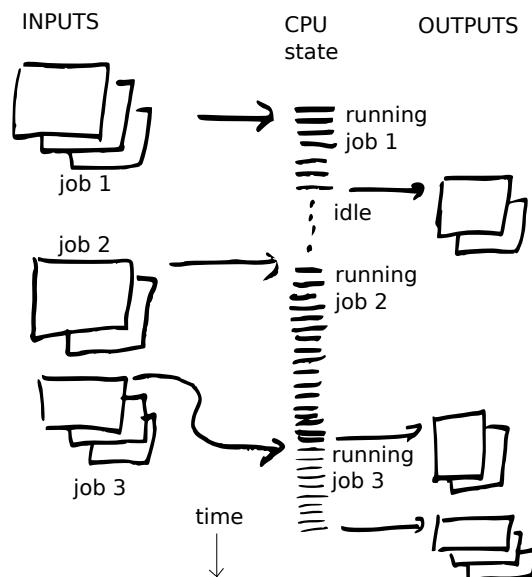 INPUTS
CPU
state
OUTPUTS
running
job 1
job 1
idle
job 2
running
job 2
running
job 3
job 3
time